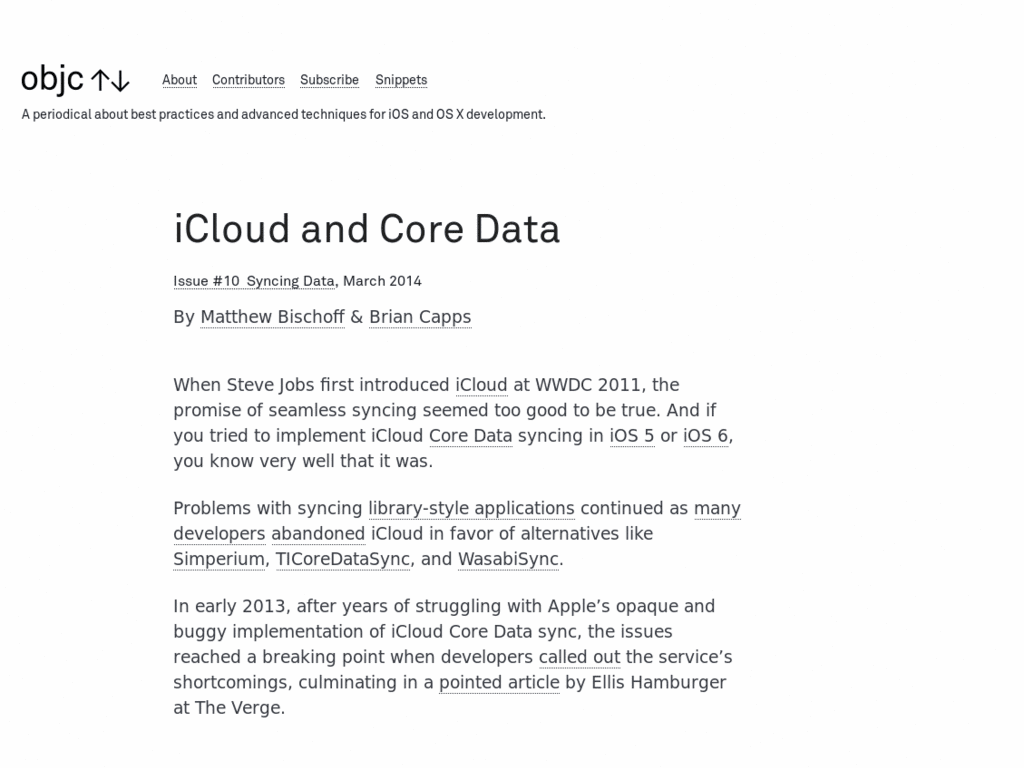 objc ↑↓
About Contributors Subscribe Snippets
A periodical about best practices and advanced techniques for iOS and OS X development.
iCloud and Core Data
Issue #10 Syncing Data, March 2014
By Matthew Bischoff & Brian Capps
When Steve Jobs first introduced iCloud at WWDC 2011, the
promise of seamless syncing seemed too good to be true. And if
you tried to implement iCloud Core Data syncing in iOS 5 or iOS 6,
you know very well that it was.
Problems with syncing library-style applications continued as many
developers abandoned iCloud in favor of alternatives like
Simperium, TICoreDataSync, and WasabiSync.
In early 2013, after years of struggling with Apple’s opaque and
buggy implementation of iCloud Core Data sync, the issues
reached a breaking point when developers called out the service’s
shortcomings, culminating in a pointed article by Ellis Hamburger
at The Verge.